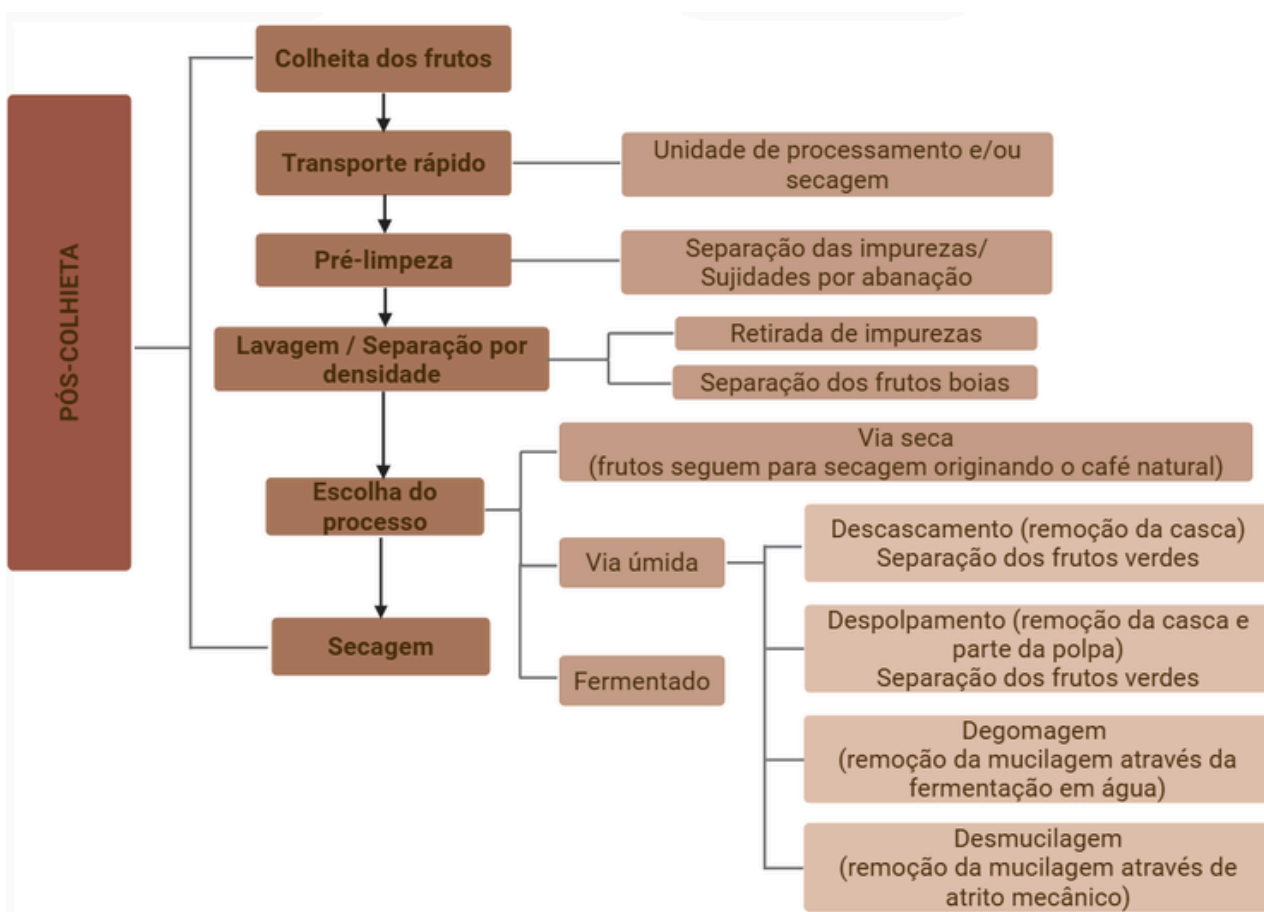 PÓS-COLHIETA
Colheita dos frutos
Transporte rápido
Unidade de processamento e/ou
secagem
Pré-limpeza
Separação das impurezas/
Sujidades por abanação
Lavagem / Separação por
densidade
Retirada de impurezas
Separação dos frutos boias
Escolha do
processo
Via seca
(frutos seguem para secagem originando o café natural)
Via úmida
Descascamento (remoção da casca)
Separação dos frutos verdes
Despolpamento (remoção da casca e
parte da polpa)
Separação dos frutos verdes
Degomagem
(remoção da mucilagem através da
fermentação em água)
Desmucilagem
(remoção da mucilagem através de
atrito mecânico)
Fermentado
Secagem